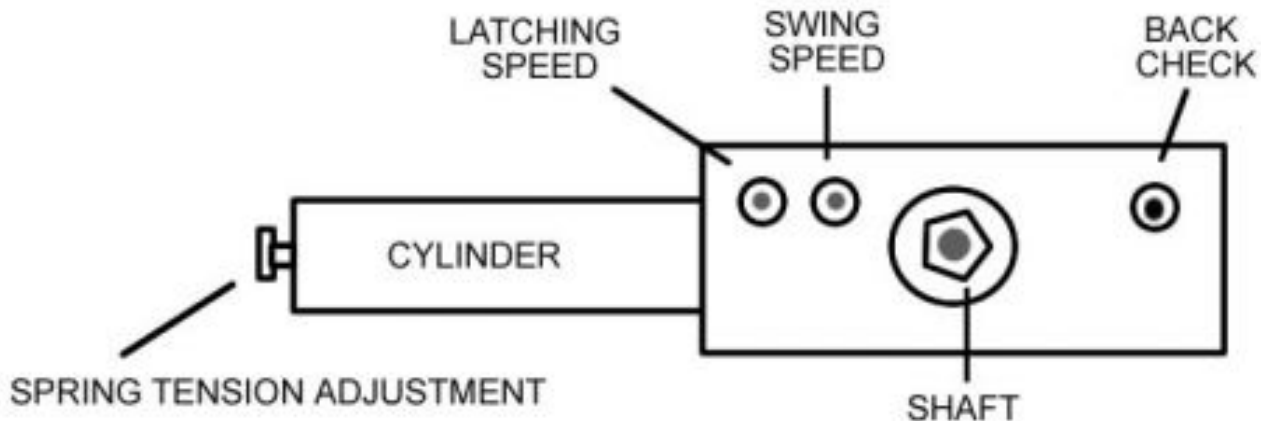 LATCHING
SPEED
SWING
SPEED
BACK
CHECK
CYLINDER
SPRING TENSION ADJUSTMENT
SHAFT